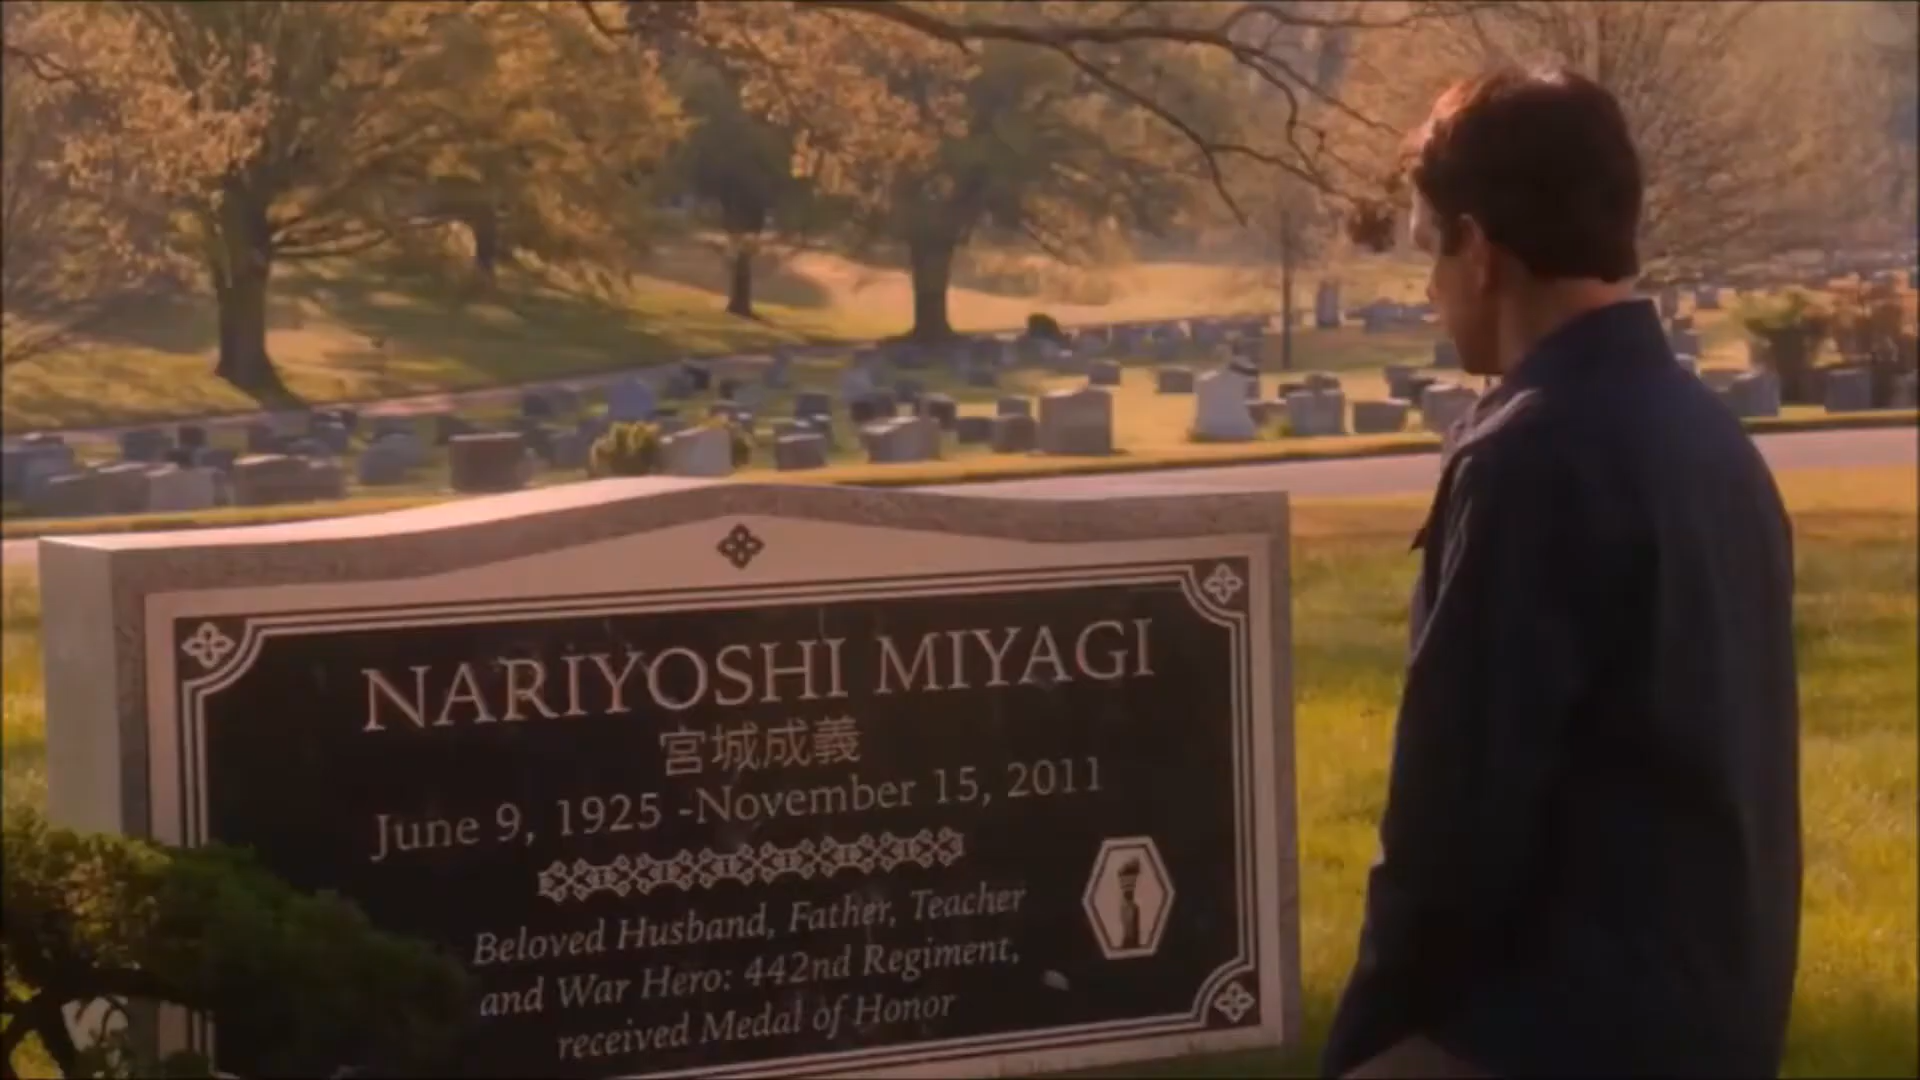 NARIYOSHI MIYAGI
宮城成義
June 9, 1925 -November 15, 2011
Beloved Husband, Father, Teacher
and War Hero: 442nd Regiment,
received Medal of Honor